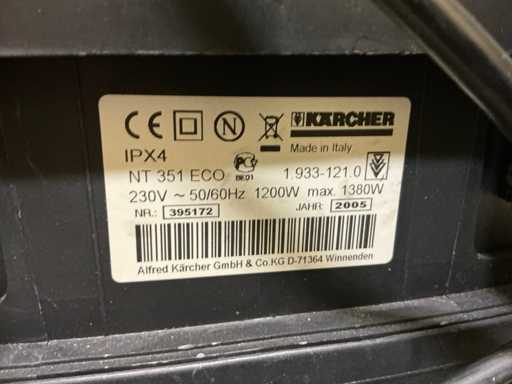 KÄRCHER
IPX4
Made in Italy
NT 351 ECO
1.933-121.0
230V ~ 50/60Hz 1200W max. 1380W
NR.: 395172 JAHR: 2005
Alfred Kärcher GmbH & Co.KG D-71364 Winnenden